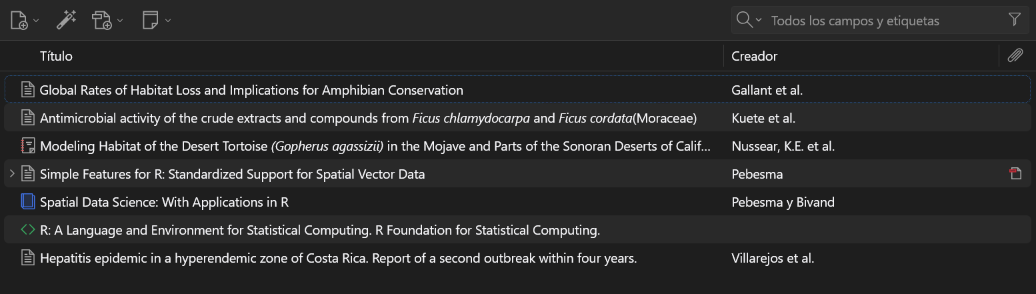 Todos los campos y etiquetas
Título Creador
Global Rates of Habitat Loss and Implications for Amphibian Conservation Gallant et al.
Antimicrobial activity of the crude extracts and compounds from Ficus chlamydocarpa and Ficus cordata(Moraceae) Kuete et al.
Modeling Habitat of the Desert Tortoise (Gopherus agassizii) in the Mojave and Parts of the Sonoran Deserts of Calif... Nussear, K.E. et al.
Simple Features for R: Standardized Support for Spatial Vector Data Pebesma
Spatial Data Science: With Applications in R Pebesma y Bivand
R: A Language and Environment for Statistical Computing. R Foundation for Statistical Computing.
Hepatitis epidemic in a hyperendemic zone of Costa Rica. Report of a second outbreak within four years. Villarejos et al.